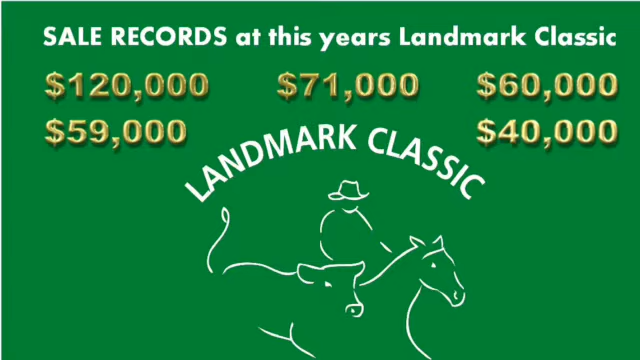 SALE RECORDS at this years Landmark Classic
$120,000 $71,000 $60,000
$59,000 $40,000
LANDMARK CLASSIC